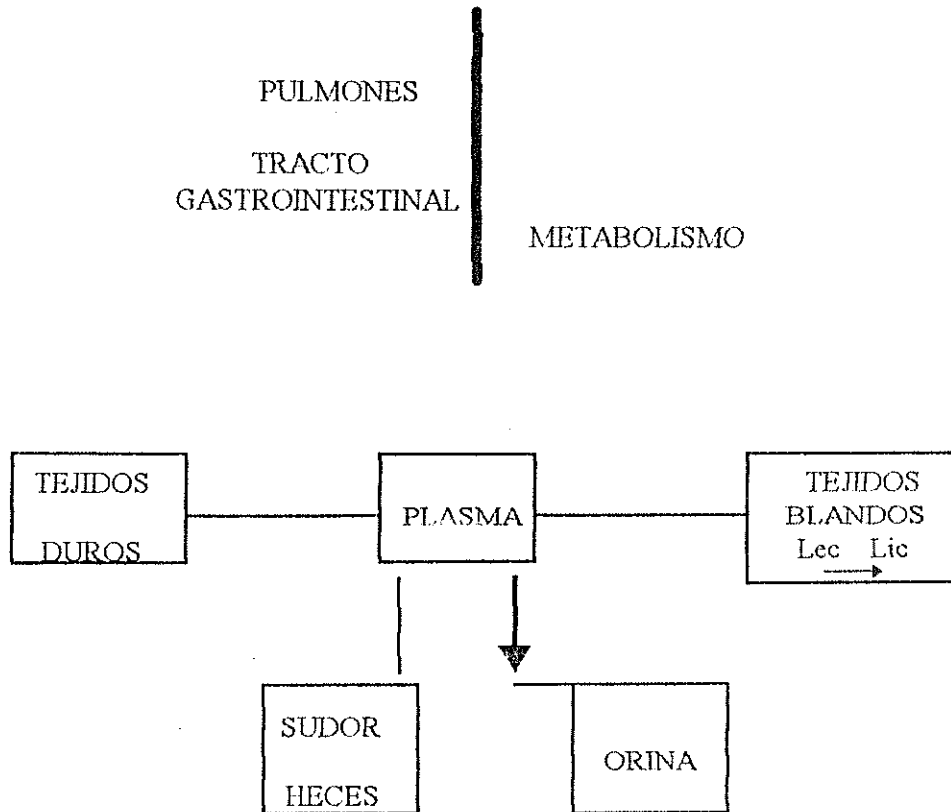 PULMONES
TRACTO
GASTROINTESTINAL
METABOLISMO
TEJIDOS
DUROS
PLASMA
TEJIDOS
BLANDOS
Lec Lic
SUDOR
HECES
ORINA